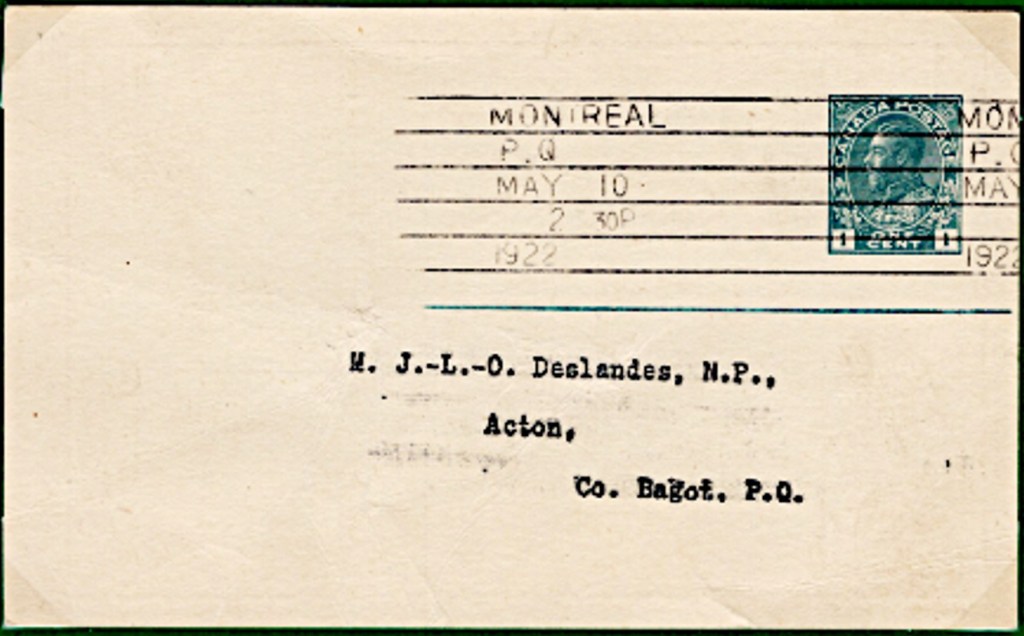 MONTREAL
P.Q
MAY 10
2 30P
1922
CANADA POSTAGE
ONE
CENT
1 1
MON
P.Q
MAY
1922
M. J.-L.-O. Deslandes, N.P.,
Acton,
Co. Bagot. P.Q.